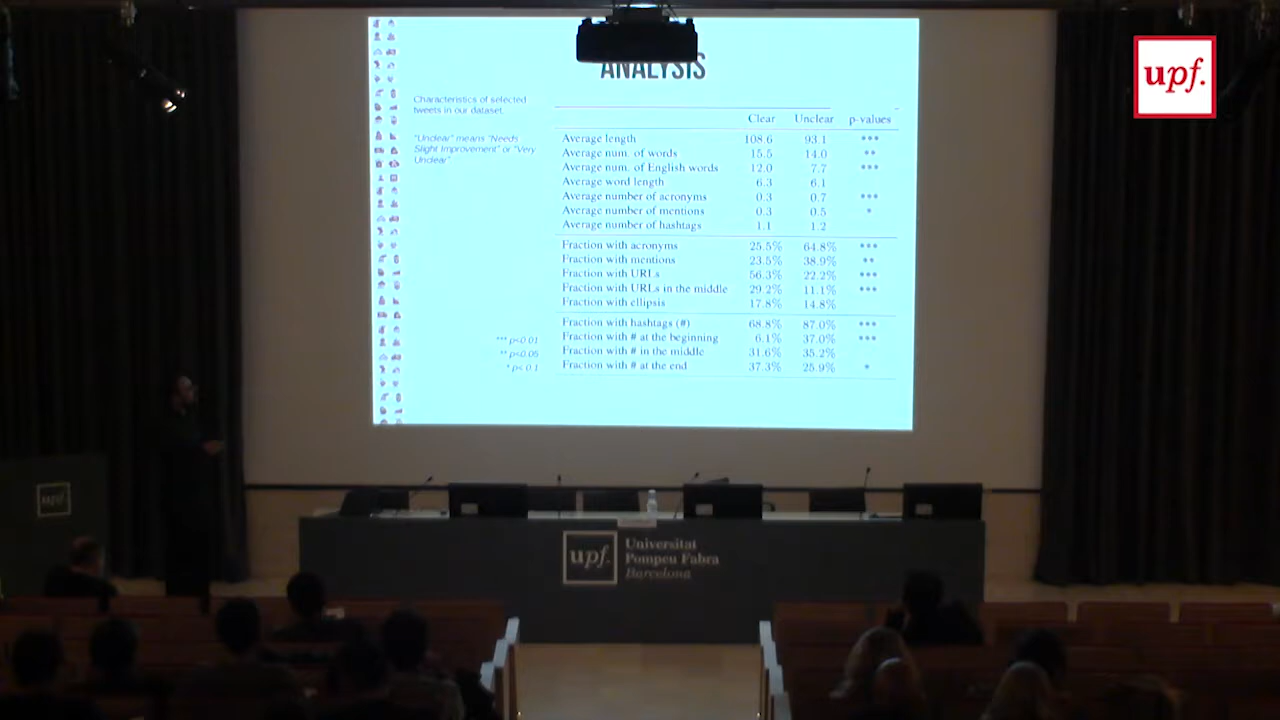 upf.
ANALYSIS
Characteristics of selected
tweets in our dataset.
"Unclear" means "Needs
Slight Improvement" or "Very
Unclear"
Clear Unclear p-values
Average length 108.6 93.1 ***
Average num. of words 15.5 14.0 **
Average num. of English words 12.0 7.7 ***
Average word length 6.3 6.1
Average number of acronyms 0.3 0.7 ***
Average number of mentions 0.3 0.5 *
Average number of hashtags 1.1 1.2
Fraction with acronyms 25.5% 64.8% ***
Fraction with mentions 23.5% 38.9% **
Fraction with URLs 56.3% 22.2% ***
Fraction with URLs in the middle 29.2% 11.1% ***
Fraction with ellipsis 17.8% 14.8%
Fraction with hashtags (#) 68.8% 87.0% ***
Fraction with # at the beginning 6.1% 37.0% ***
Fraction with # in the middle 31.6% 35.2%
Fraction with # at the end 37.3% 25.9% *
*** p<0.01
** p<0.05
* p< 0.1
upf.
upf.
Universitat
Pompeu Fabra
Barcelona